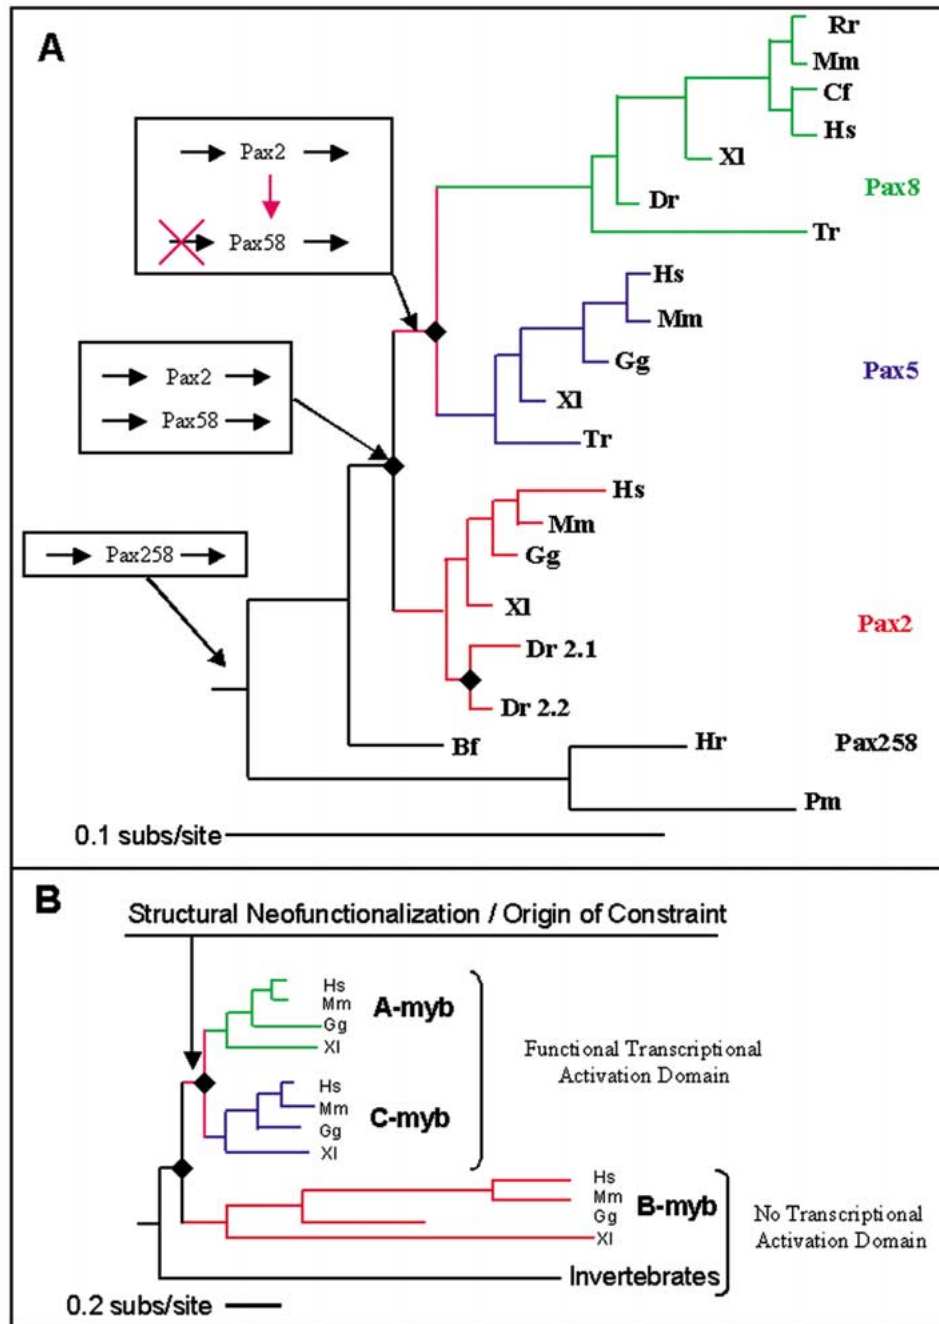 A
Rr
Mm
Cf
Hs
Xl
Dr
Tr
Pax8
Pax2
Pax58
Hs
Mm
Gg
Xl
Tr
Pax5
Pax2
Pax58
Hs
Mm
Gg
Xl
Dr 2.1
Dr 2.2
Pax2
Pax258
Bf
Hr
Pax258
Pm
0.1 subs/site
B
Structural Neofunctionalization / Origin of Constraint
Hs
Mm
Gg
Xl
A-myb
Functional Transcriptional
Activation Domain
Hs
Mm
Gg
Xl
C-myb
Hs
Mm
Gg
Xl
B-myb
No Transcriptional
Activation Domain
Invertebrates
0.2 subs/site